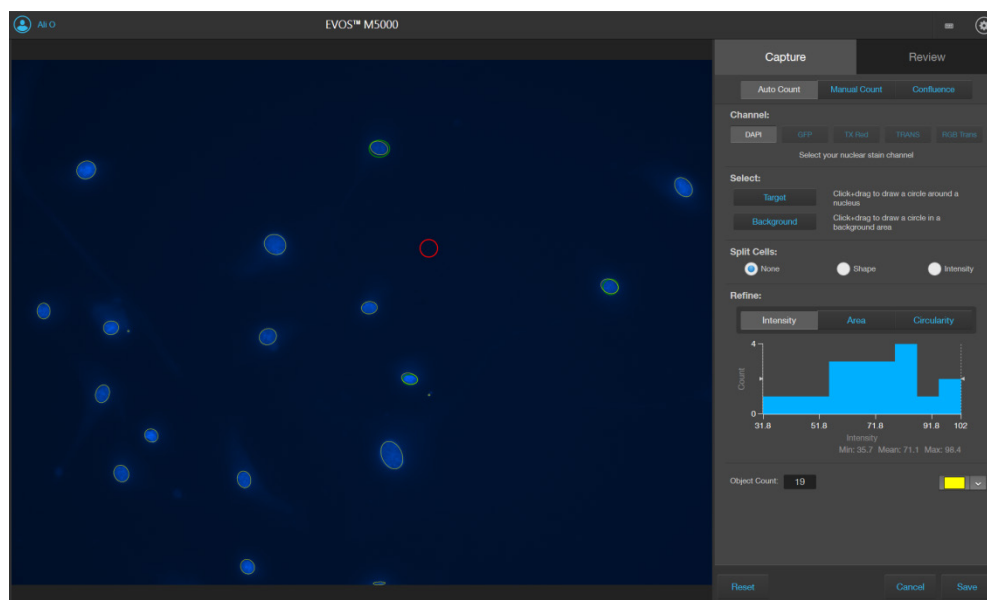 Ali O
EVOS™ M5000
Capture
Review
Auto Count
Manual Count
Confluence
Channel:
DAPI
GFP
TX Red
TRANS
RGB Trans
Select your nuclear stain channel
Select:
Target
Click+drag to draw a circle around a
nucleus
Background
Click+drag to draw a circle in a
background area
Split Cells:
None
Shape
Intensity
Refine:
Intensity
Area
Circularity
4
Count
0
31.8
51.8
71.8
91.8
102
Intensity
Min: 35.7 Mean: 71.1 Max: 98.4
Object Count: 19
Reset
Cancel
Save